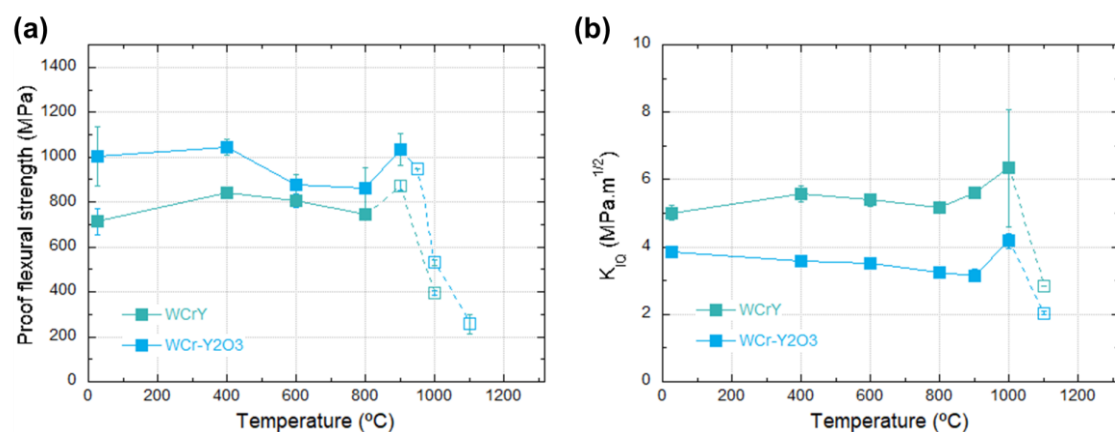 (a)
Proof flexural strength (MPa)
1400
1200
1000
800
600
400
200
0
WCrY
WCr-Y2O3
0 200 400 600 800 1000 1200
Temperature (ºC)
(b)
K_IQ (MPa.m^1/2)
10
8
6
4
2
0
WCrY
WCr-Y2O3
0 200 400 600 800 1000 1200
Temperature (ºC)